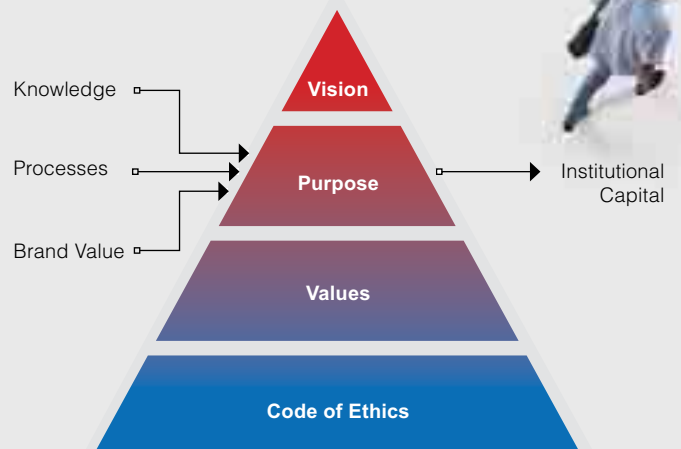 Vision
Knowledge
Processes
Purpose
Institutional
Capital
Brand Value
Values
Code of Ethics